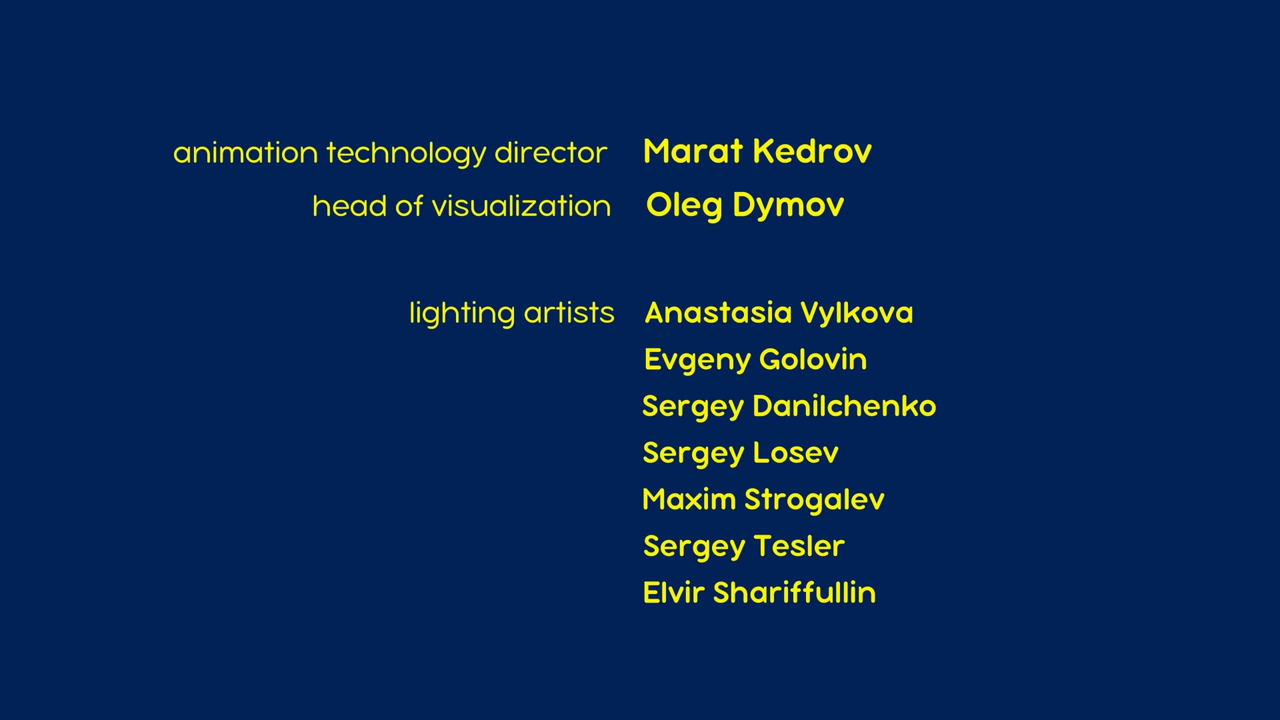 animation technology director Marat Kedrov
head of visualization Oleg Dymov
lighting artists Anastasia Vylkova
Evgeny Golovin
Sergey Danilchenko
Sergey Losev
Maxim Strogalev
Sergey Tesler
Elvir Shariffullin